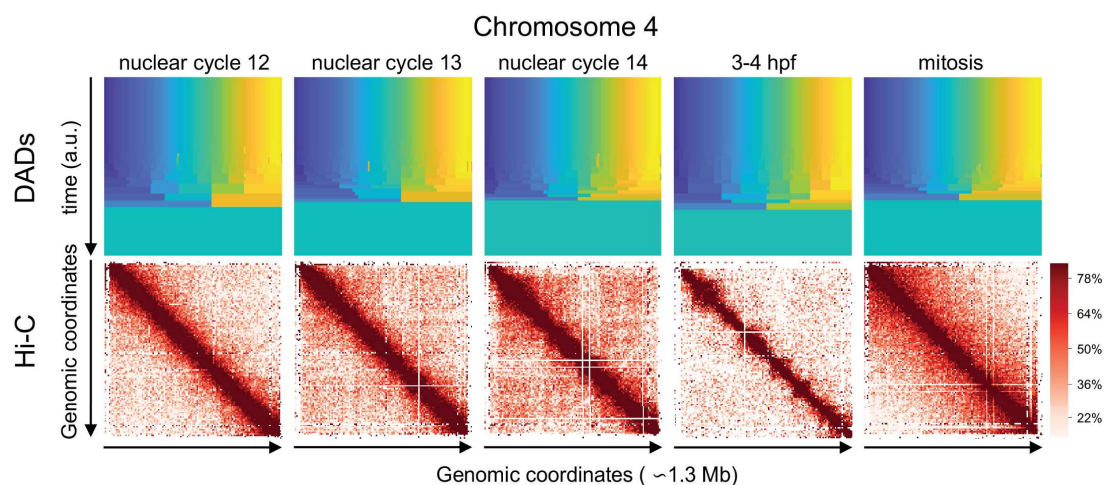 Chromosome 4
nuclear cycle 12
nuclear cycle 13
nuclear cycle 14
3-4 hpf
mitosis
DADs
time (a.u.)
Hi-C
Genomic coordinates
78%
64%
50%
36%
22%
Genomic coordinates ( ∽1.3 Mb)